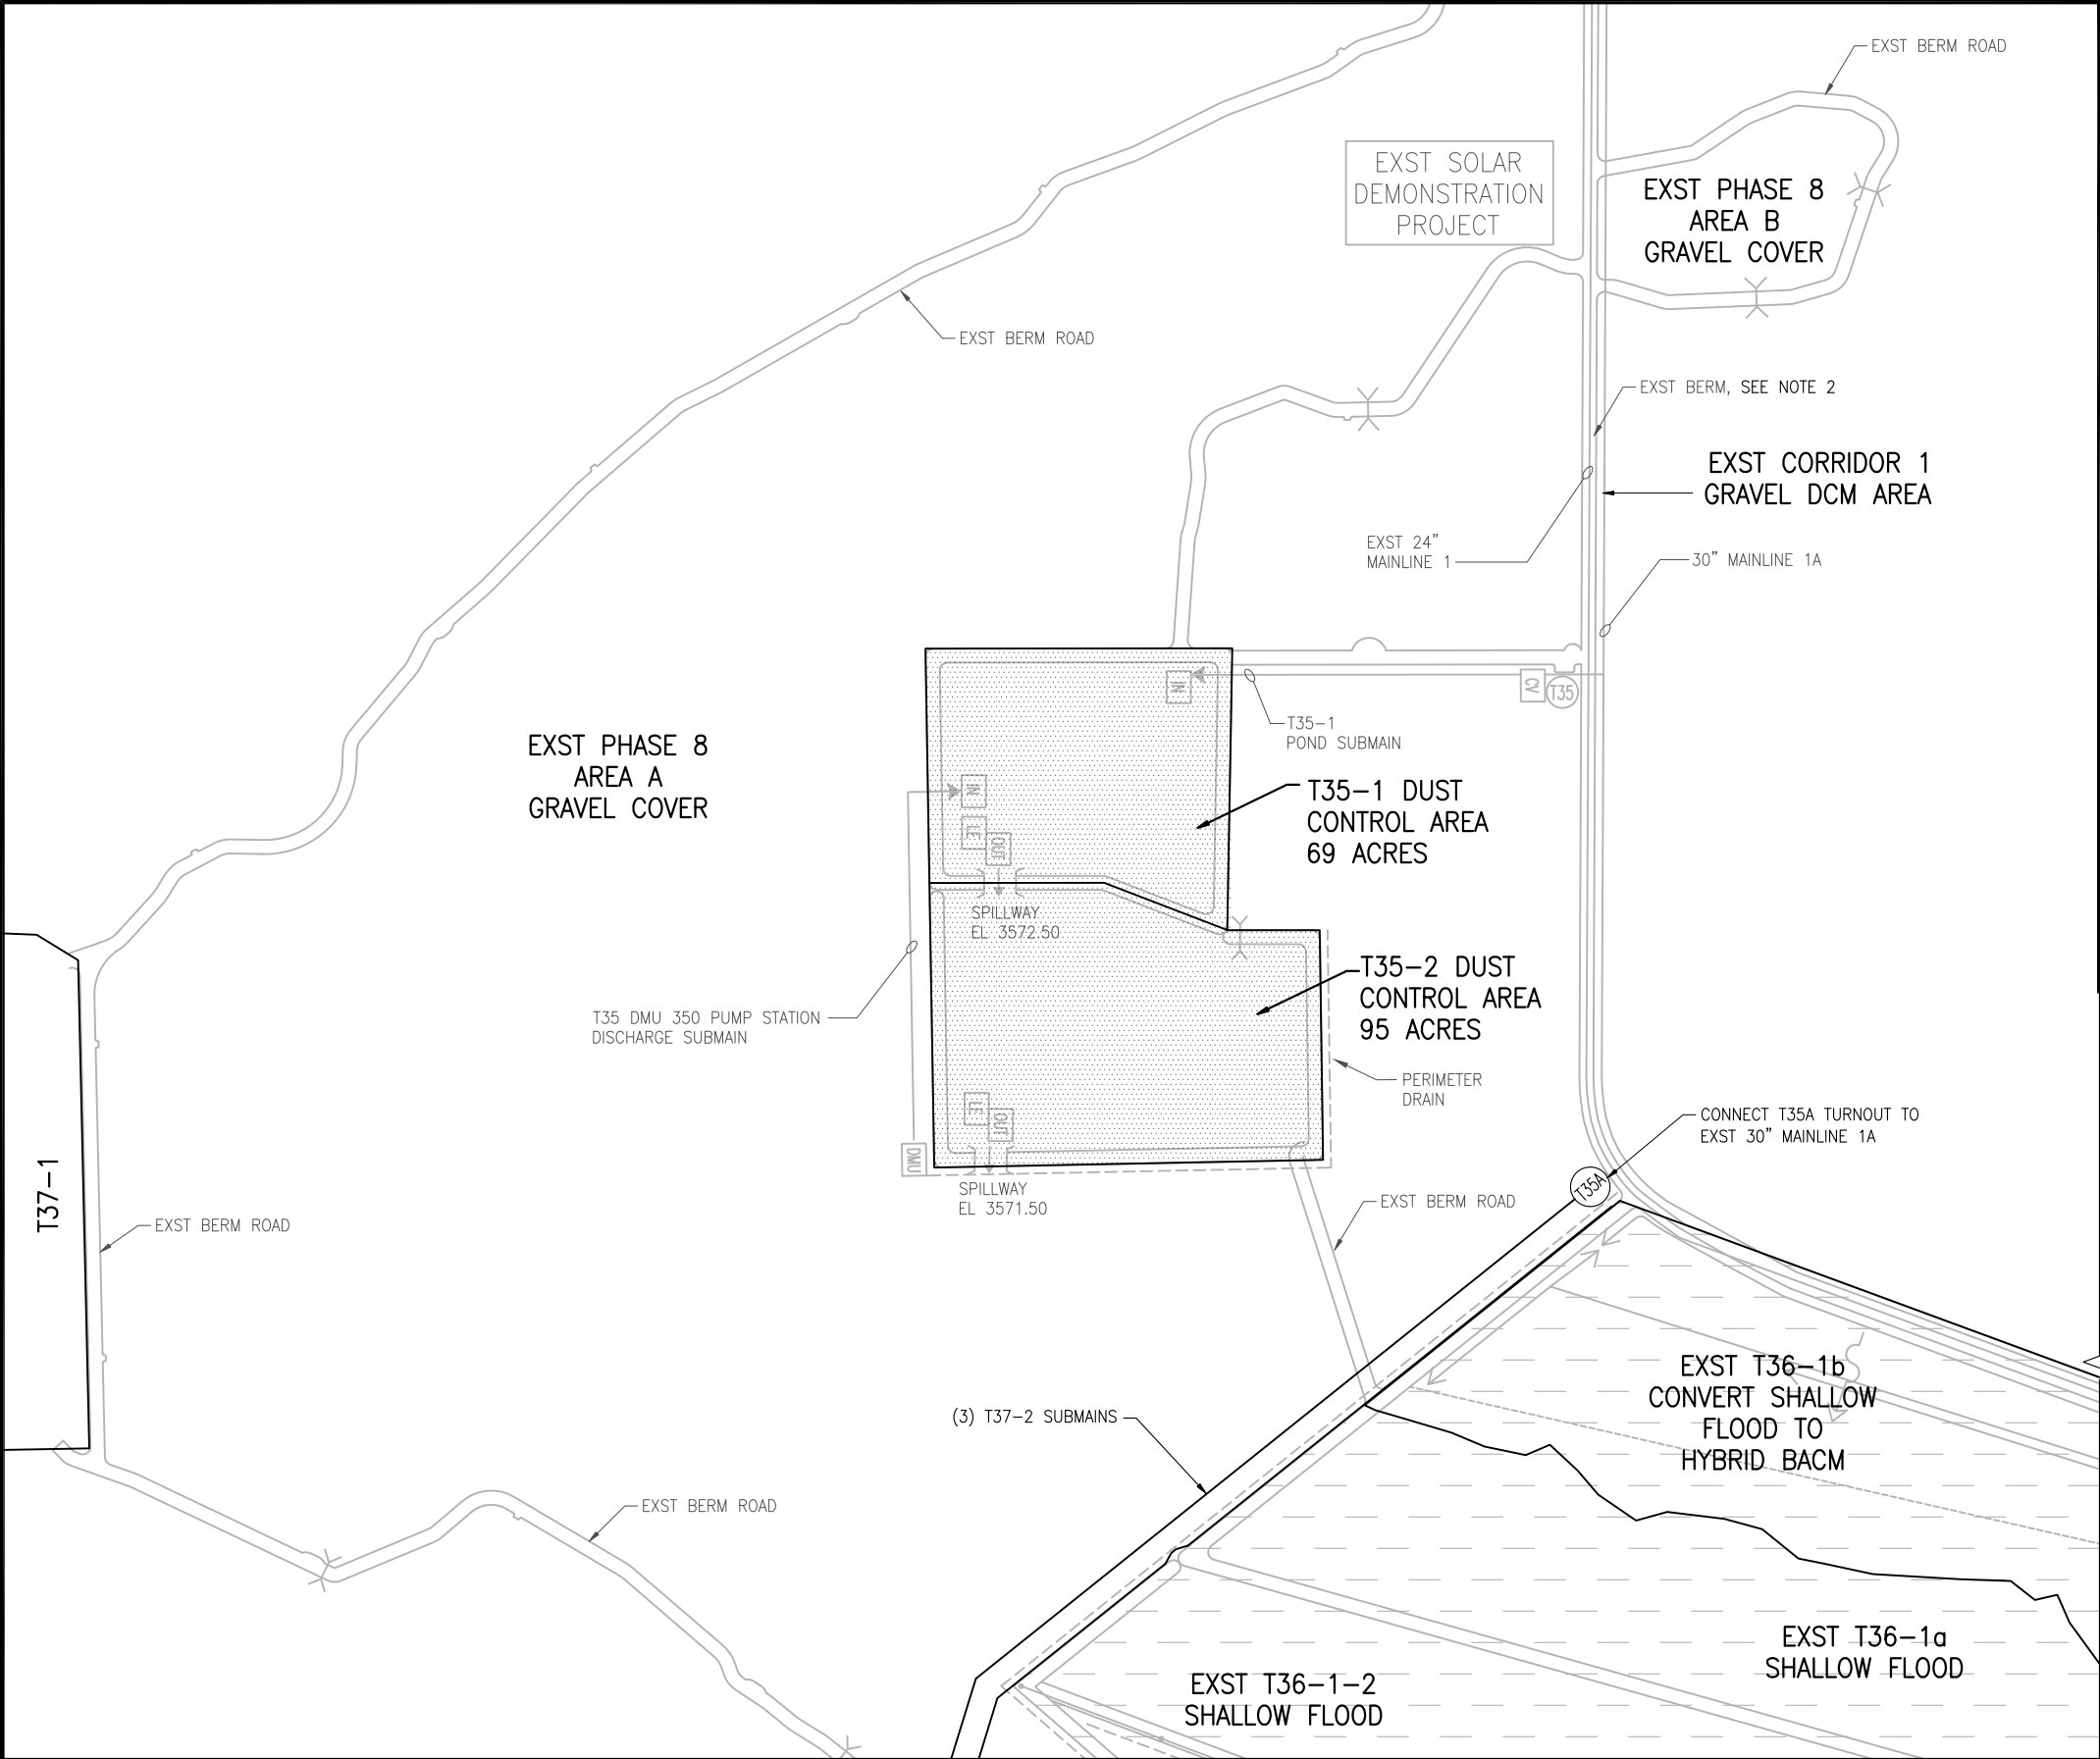 EXST BERM ROAD
EXST SOLAR
DEMONSTRATION
PROJECT
EXST PHASE 8
AREA B
GRAVEL COVER
EXST BERM ROAD
EXST BERM, SEE NOTE 2
EXST CORRIDOR 1
GRAVEL DCM AREA
EXST 24"
MAINLINE 1
30" MAINLINE 1A
IN
CV
T35
T35-1
POND SUBMAIN
EXST PHASE 8
AREA A
GRAVEL COVER
IN
LE
OUT
T35-1 DUST
CONTROL AREA
69 ACRES
SPILLWAY
EL 3572.50
T35-2 DUST
CONTROL AREA
95 ACRES
T35 DMU 350 PUMP STATION
DISCHARGE SUBMAIN
PERIMETER
DRAIN
LE
OUT
DMU
SPILLWAY
EL 3571.50
CONNECT T35A TURNOUT TO
EXST 30" MAINLINE 1A
T35A
EXST BERM ROAD
T37-1
EXST BERM ROAD
EXST T36-1b
CONVERT SHALLOW
FLOOD TO
HYBRID BACM
(3) T37-2 SUBMAINS
EXST BERM ROAD
EXST T36-1a
SHALLOW FLOOD
EXST T36-1-2
SHALLOW FLOOD